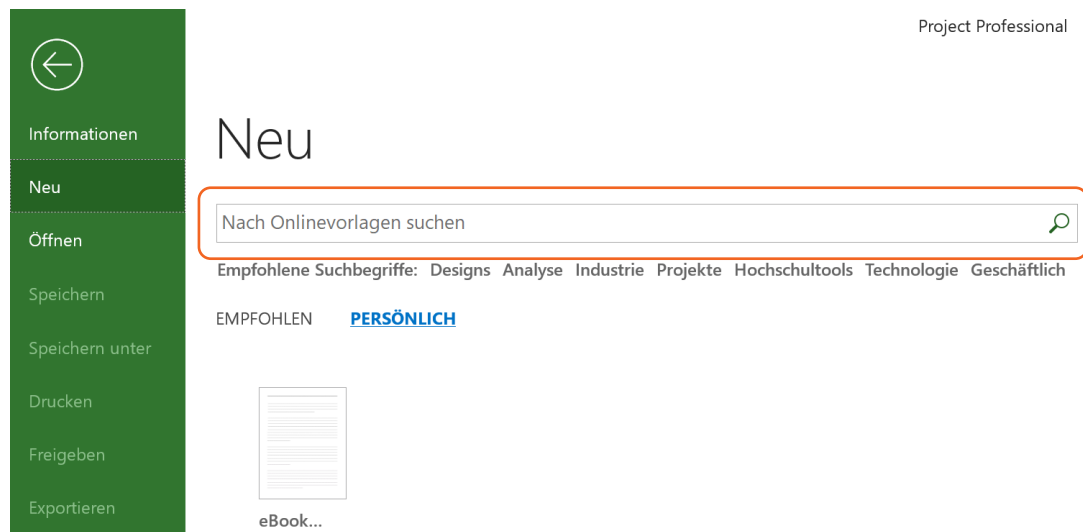 Project Professional
Informationen
Neu
Öffnen
Speichern
Speichern unter
Drucken
Freigeben
Exportieren
Neu
Nach Onlinevorlagen suchen
Empfohlene Suchbegriffe: Designs Analyse Industrie Projekte Hochschultools Technologie Geschäftlich
EMPFOHLEN PERSÖNLICH
eBook...